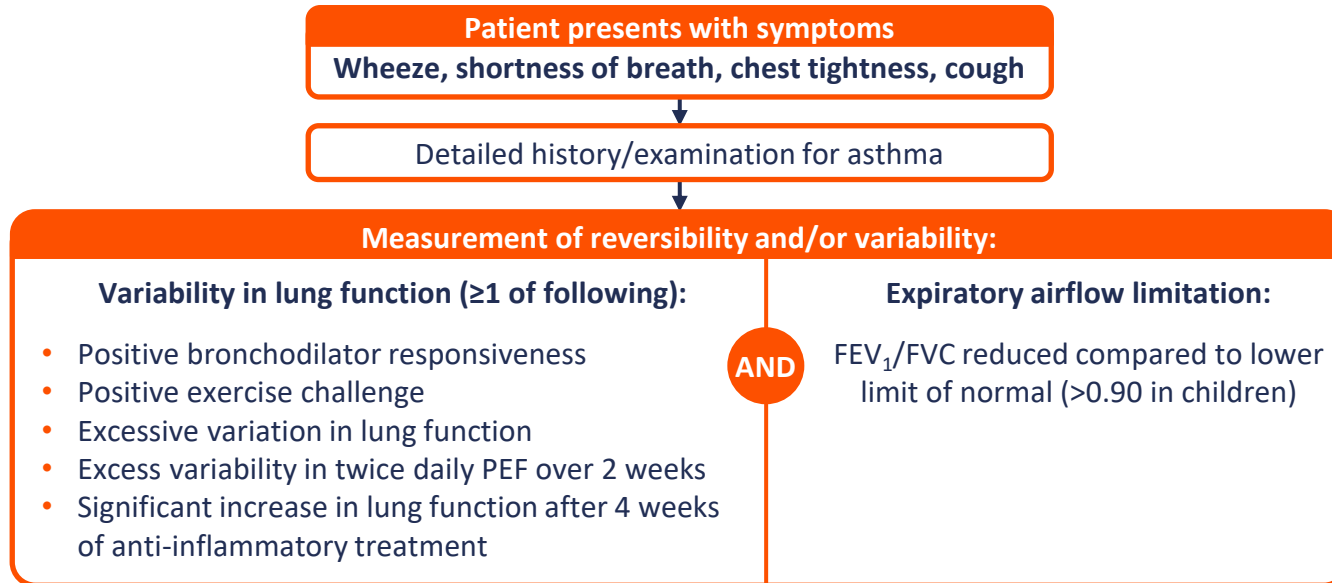 Patient presents with symptoms
Wheeze, shortness of breath, chest tightness, cough
Detailed history/examination for asthma
Measurement of reversibility and/or variability:
Variability in lung function (≥1 of following):
• Positive bronchodilator responsiveness
• Positive exercise challenge
• Excessive variation in lung function
• Excess variability in twice daily PEF over 2 weeks
• Significant increase in lung function after 4 weeks
of anti-inflammatory treatment
AND
Expiratory airflow limitation:
FEV₁/FVC reduced compared to lower
limit of normal (>0.90 in children)